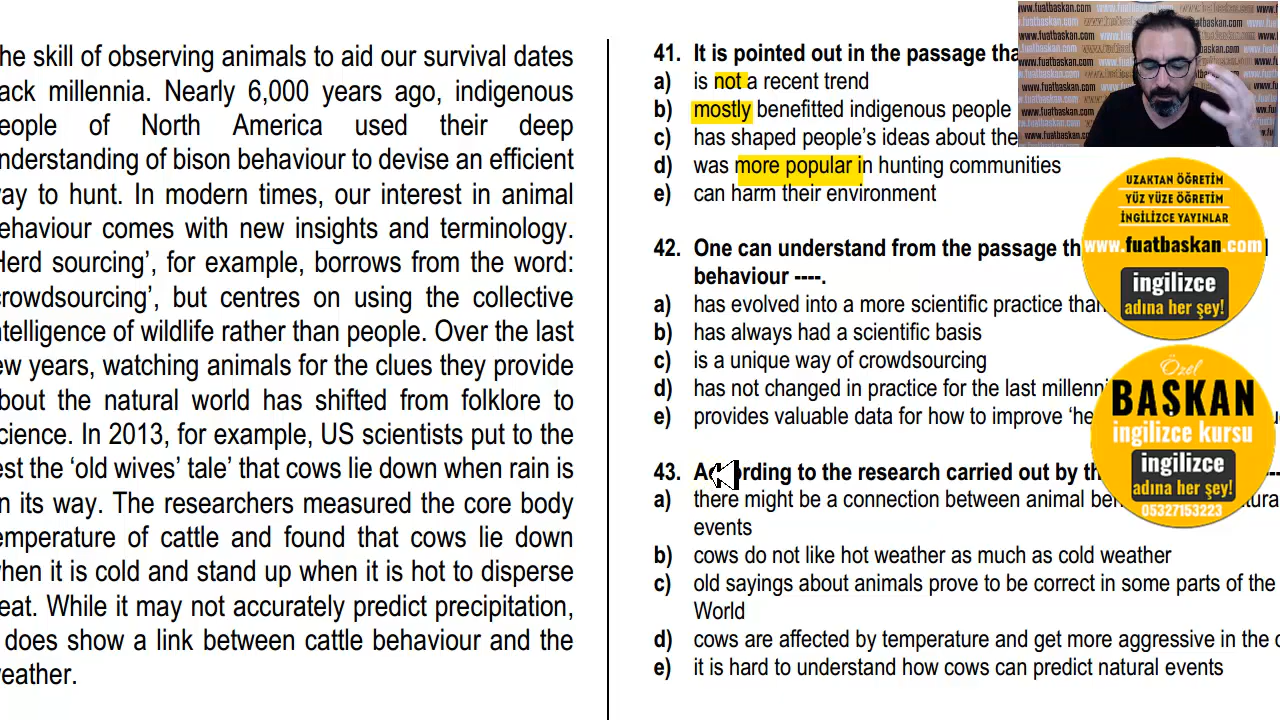 he skill of observing animals to aid our survival dates
ack millennia. Nearly 6,000 years ago, indigenous
eople of North America used their deep
nderstanding of bison behaviour to devise an efficient
ay to hunt. In modern times, our interest in animal
ehaviour comes with new insights and terminology.
Herd sourcing’, for example, borrows from the word:
crowdsourcing’, but centres on using the collective
ntelligence of wildlife rather than people. Over the last
ew years, watching animals for the clues they provide
bout the natural world has shifted from folklore to
cience. In 2013, for example, US scientists put to the
est the ‘old wives’ tale’ that cows lie down when rain is
n its way. The researchers measured the core body
emperature of cattle and found that cows lie down
hen it is cold and stand up when it is hot to disperse
eat. While it may not accurately predict precipitation,
does show a link between cattle behaviour and the
eather.
41. It is pointed out in the passage tha
a) is not a recent trend
b) mostly benefitted indigenous people
c) has shaped people’s ideas about the
d) was more popular in hunting communities
e) can harm their environment
42. One can understand from the passage th
behaviour ----.
a) has evolved into a more scientific practice than
b) has always had a scientific basis
c) is a unique way of crowdsourcing
d) has not changed in practice for the last millenni
e) provides valuable data for how to improve ‘he
43. According to the research carried out by th
a) there might be a connection between animal beh
events
b) cows do not like hot weather as much as cold weather
c) old sayings about animals prove to be correct in some parts of the
World
d) cows are affected by temperature and get more aggressive in the
e) it is hard to understand how cows can predict natural events
www.fuatbaskan.com
UZAKTAN ÖĞRETİM
YÜZ YÜZE ÖĞRETİM
İNGİLİZCE YAYINLAR
www.fuatbaskan.com
ingilizce
adına her şey!
Özel
BAŞKAN
ingilizce kursu
ingilizce
adına her şey!
05327153223